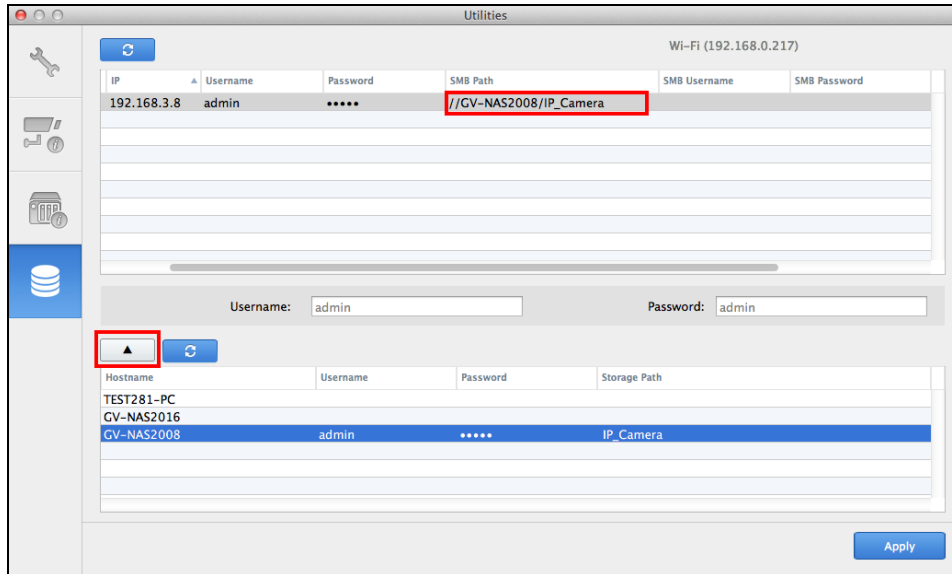 Utilities
Wi-Fi (192.168.0.217)
IP Username Password SMB Path SMB Username SMB Password
192.168.3.8 admin ••••• //GV-NAS2008/IP_Camera
Username: admin Password: admin
Hostname Username Password Storage Path
TEST281-PC
GV-NAS2016
GV-NAS2008 admin ••••• IP_Camera
Apply